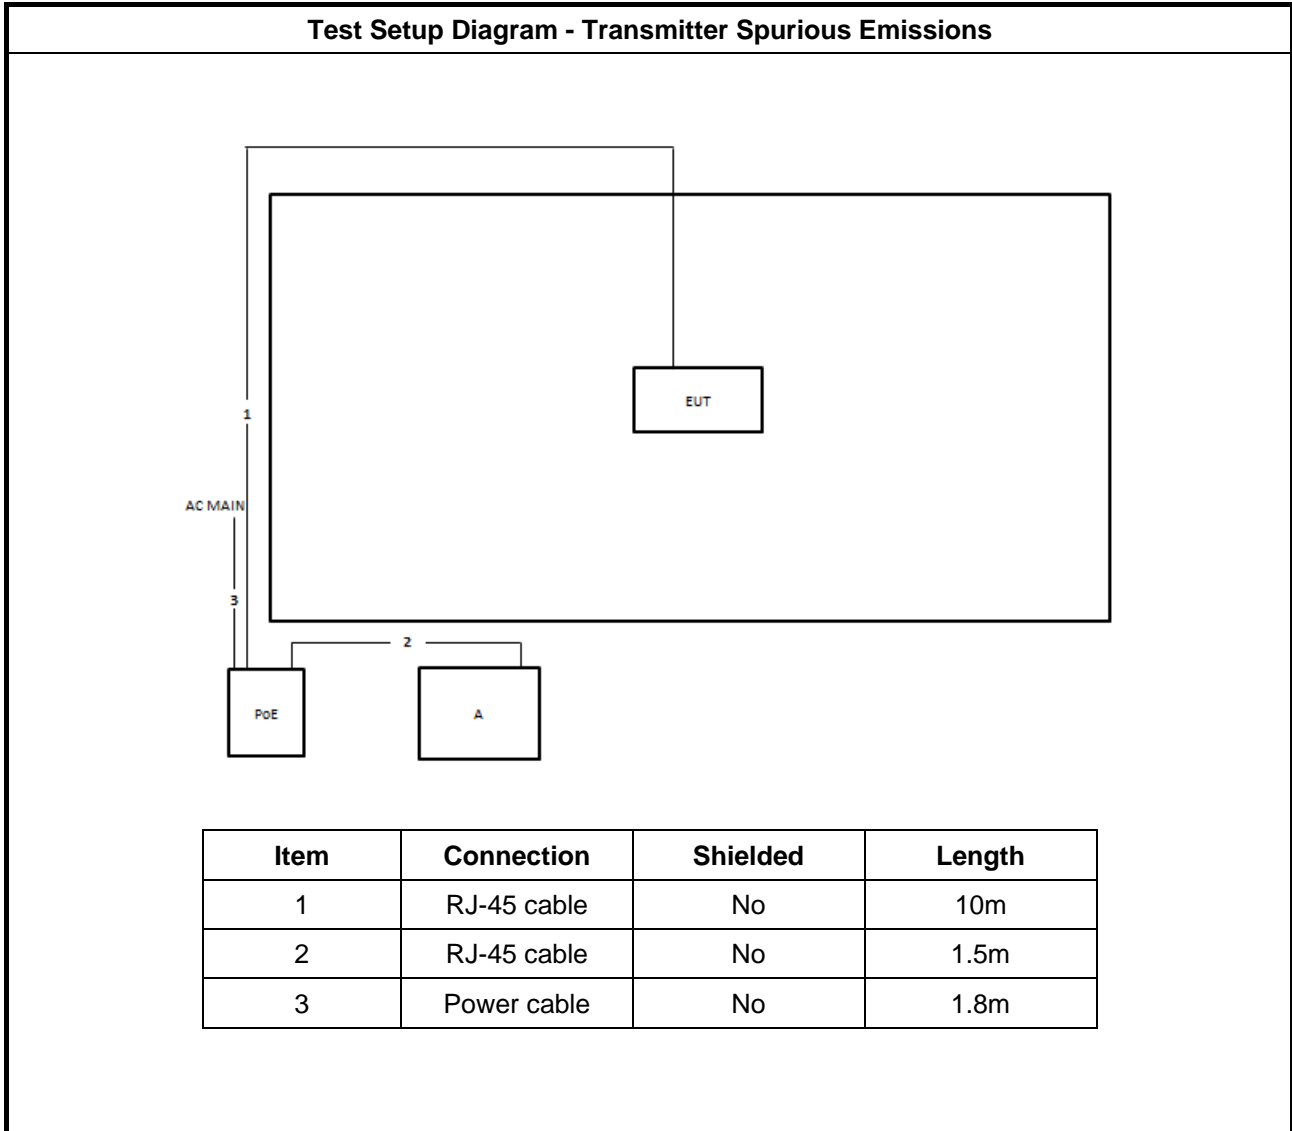 Test Setup Diagram - Transmitter Spurious Emissions
EUT
1
AC MAIN
3
2
PoE
A
Item Connection Shielded Length
1 RJ-45 cable No 10m
2 RJ-45 cable No 1.5m
3 Power cable No 1.8m